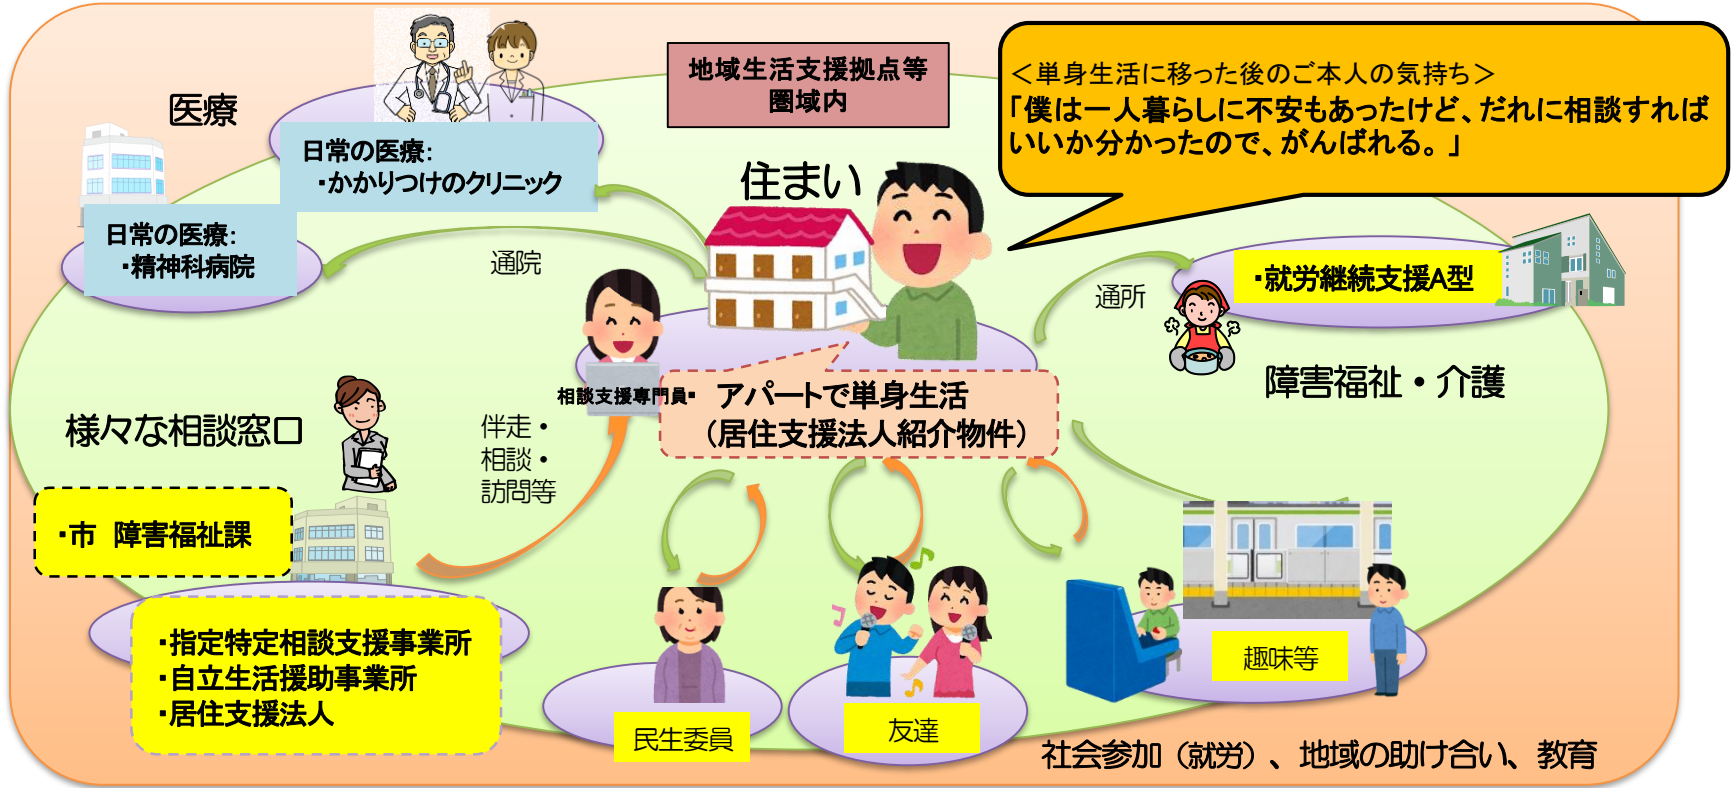 地域生活支援拠点等
圏域内
＜単身生活に移った後のご本人の気持ち＞
「僕は一人暮らしに不安もあったけど、だれに相談すれば
いいか分かったので、がんばれる。」
医療
日常の医療：
・かかりつけのクリニック
日常の医療：
・精神科病院
住まい
通院
通所
・就労継続支援A型
障害福祉・介護
相談支援専門員・
アパートで単身生活
（居住支援法人紹介物件）
様々な相談窓口
伴走・
相談・
訪問等
・市　障害福祉課
・指定特定相談支援事業所
・自立生活援助事業所
・居住支援法人
民生委員
友達
趣味等
社会参加（就労）、地域の助け合い、教育